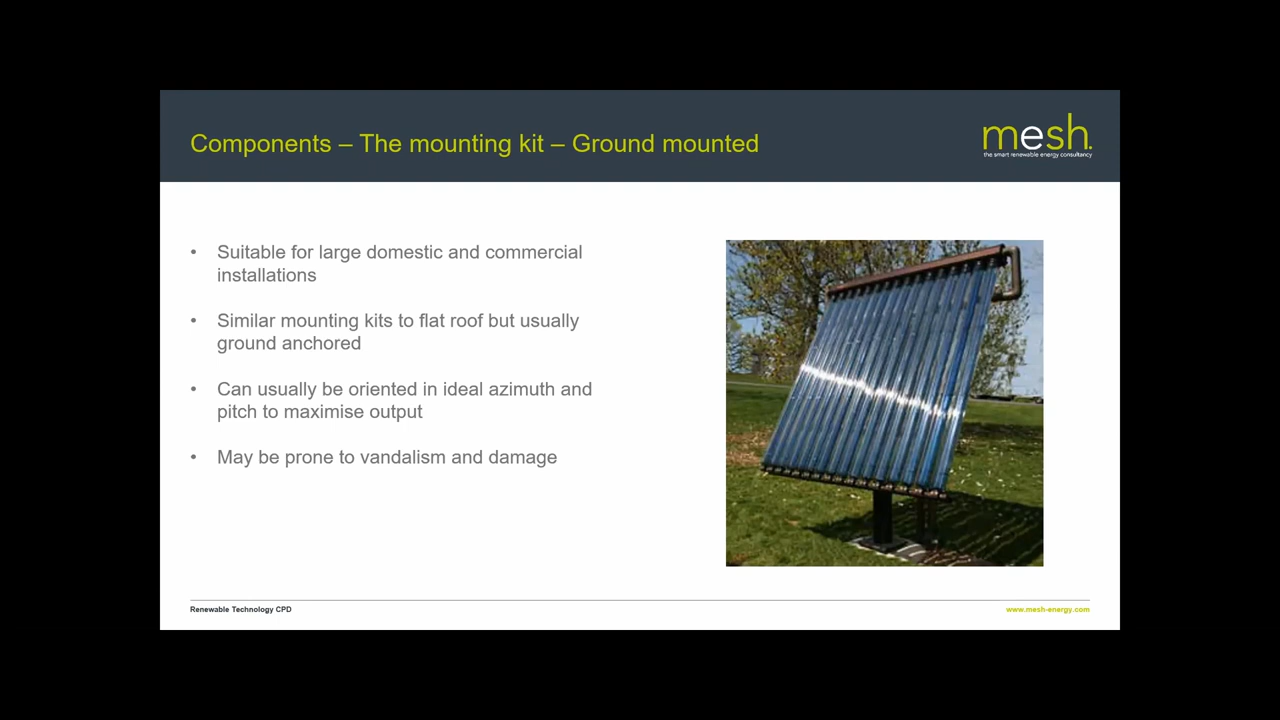 Components – The mounting kit – Ground mounted
mesh.
the smart renewable energy consultancy
• Suitable for large domestic and commercial
installations
• Similar mounting kits to flat roof but usually
ground anchored
• Can usually be oriented in ideal azimuth and
pitch to maximise output
• May be prone to vandalism and damage
Renewable Technology CPD
www.mesh-energy.com